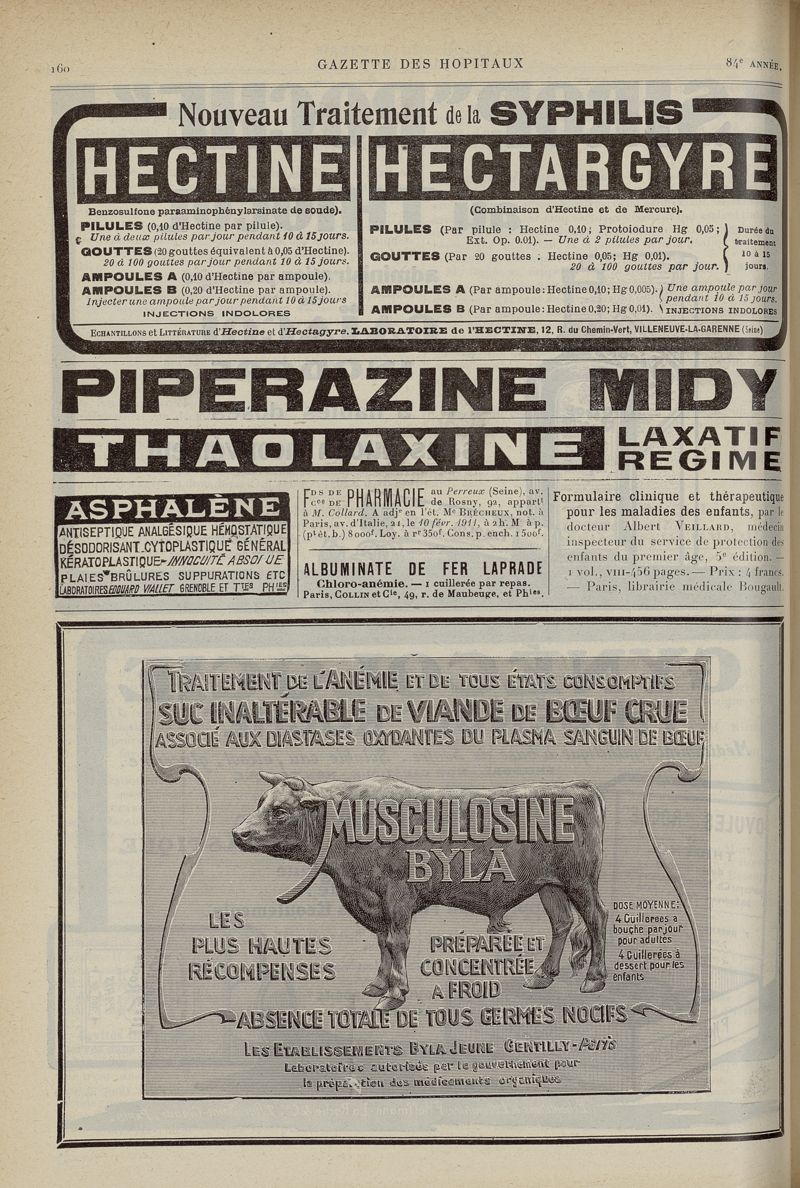 160
GAZETTE DES HOPITAUX
84e ANNÉE.
Nouveau Traitement de la SYPHILIS
HECTINE
Benzosulfone paraaminophénylarsinate de soude).
PILULES (0,10 d'Hectine par pilule).
Une à deux pilules par jour pendant 10 à 15 jours.
GOUTTES (20 gouttes équivalent à 0,05 d'Hectine).
20 à 100 gouttes par jour pendant 10 à 15 jours.
AMPOULES A (0,10 d'Hectine par ampoule).
AMPOULES B (0,20 d'Hectine par ampoule).
Injecter une ampoule par jour pendant 10 à 15 jours
INJECTIONS INDOLORES
HECTARGYRE
(Combinaison d'Hectine et de Mercure).
PILULES (Par pilule : Hectine 0,10; Protoiodure Hg 0,05;
Ext. Op. 0.01). — Une à 2 pilules par jour.
GOUTTES (Par 20 gouttes : Hectine 0,05; Hg 0,01).
20 à 100 gouttes par jour.
Durée du
traitement
10 à 15
jours.
AMPOULES A (Par ampoule: Hectine 0,10; Hg 0,005).
AMPOULES B (Par ampoule: Hectine 0,20; Hg 0,01).
Une ampoule par jour
pendant 10 à 15 jours.
INJECTIONS INDOLORES
ECHANTILLONS et LITTÉRATURE d'Hectine et d'Hectagyre. LABORATOIRE de l'HECTINE, 12, R. du Chemin-Vert, VILLENEUVE-LA-GARENNE (Seine)
PIPERAZINE MIDY
THAOLAXINE
LAXATIF
REGIME
ASPHALÈNE
ANTISEPTIQUE ANALGÉSIQUE HÉMOSTATIQUE
DÉSODORISANT.CYTOPLASTIQUE GÉNÉRAL
KÉRATOPLASTIQUE-INNOCUITÉ ABSOLUE
PLAIES BRÛLURES SUPPURATIONS ETC
LABORATOIRES EDOUARD VIALLET GRENOBLE ET TTES PHIES
FDS DE PHARMACIE au Perreux (Seine), av.
CCE DE de Rosny, 92, appartt
à M. Collard. A adjon en l'ét. Me BRÉCHEUX, not. à
Paris, av. d'Italie, 21, le 10 févr. 1911, à 2 h. M à p.
(pt êt. b.) 8000f. Loy. à rr 350f. Cons. p. ench. 1500f.
ALBUMINATE DE FER LAPRADE
Chloro-anémie. — 1 cuillerée par repas.
Paris, COLLIN et Cie, 49, r. de Maubeuge, et Phies.
Formulaire clinique et thérapeutique
pour les maladies des enfants, par le
docteur Albert VEILLARD, médecin
inspecteur du service de protection des
enfants du premier âge, 5e édition. —
1 vol., VIII-456 pages. — Prix : 4 francs.
— Paris, librairie médicale Bougault.
TRAITEMENT DE L'ANÉMIE ET DE TOUS ÉTATS CONSOMPTIFS
SUC INALTÉRABLE DE VIANDE DE BŒUF CRUE
ASSOCIÉ AUX DIASTASES OXYDANTES DU PLASMA SANGUIN DE BŒUF
MUSCULOSINE
BYLA
LES
PLUS HAUTES
RÉCOMPENSES
PRÉPARÉE ET
CONCENTRÉE
A FROID
DOSE MOYENNE:
4 Cuillerées à
bouche par jour
pour adultes
4 Cuillerées à
dessert pour les
enfants
ABSENCE TOTALE DE TOUS GERMES NOCIFS
LES ETABLISSEMENTS BYLA JEUNE GENTILLY-Paris
Laboratoires autorisés par le gouvernement pour
la préparation des médicaments organiques